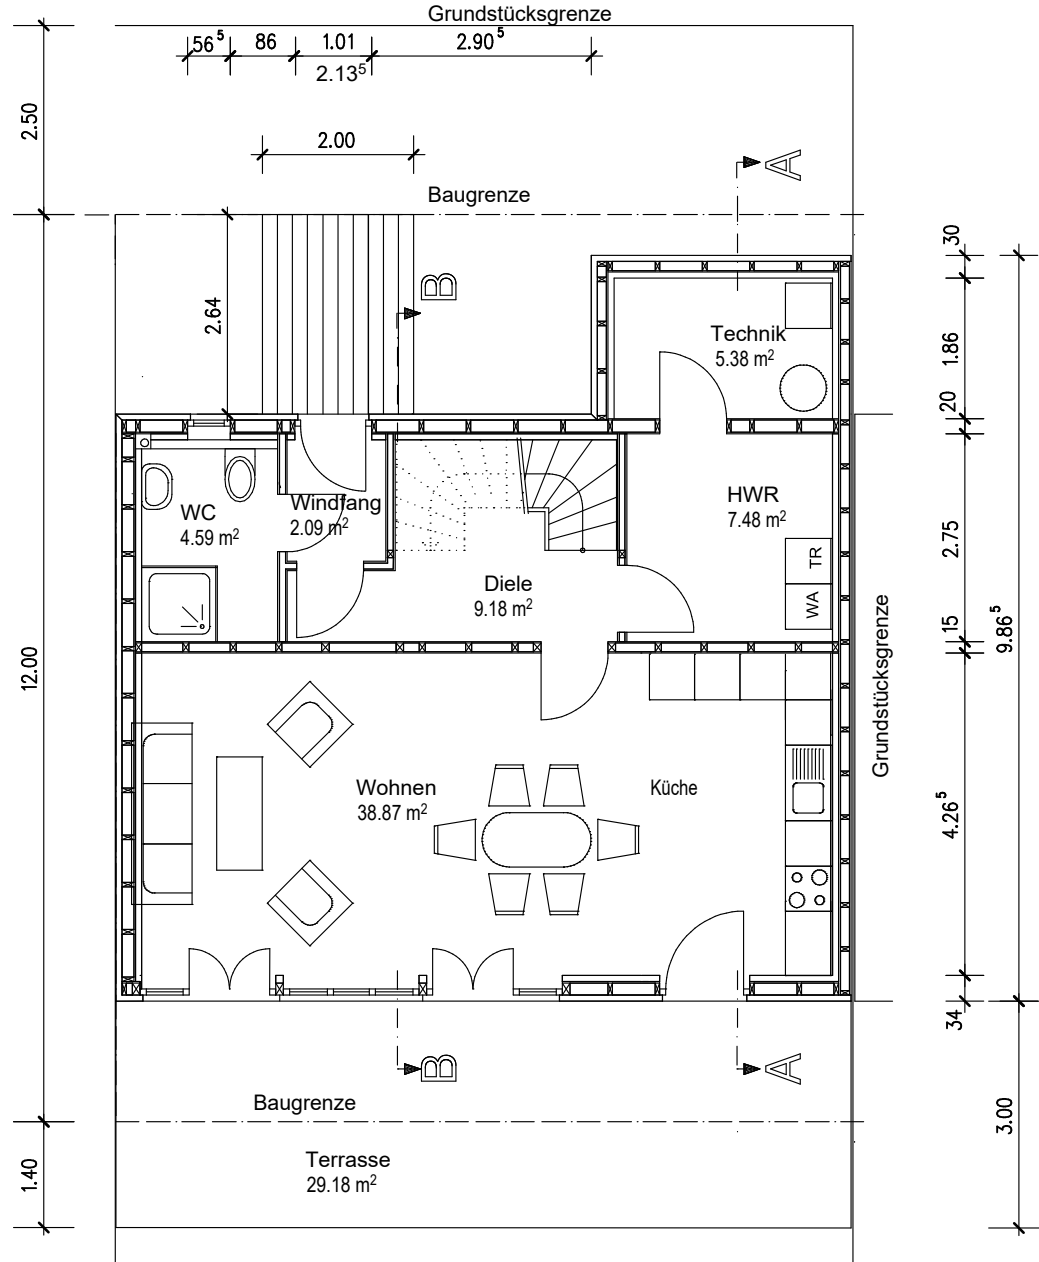 Grundstücksgrenze
56⁵ 86 1.01 2.90⁵
2.13⁵
2.50
2.00
A
Baugrenze
30
B
2.64
Technik
5.38 m²
1.86
20
WC
4.59 m²
Windfang
2.09 m²
HWR
7.48 m²
2.75
TR
Diele
9.18 m²
WA
15
9.86⁵
12.00
Grundstücksgrenze
Wohnen
38.87 m²
Küche
4.26⁵
34
B
A
Baugrenze
3.00
Terrasse
29.18 m²
1.40